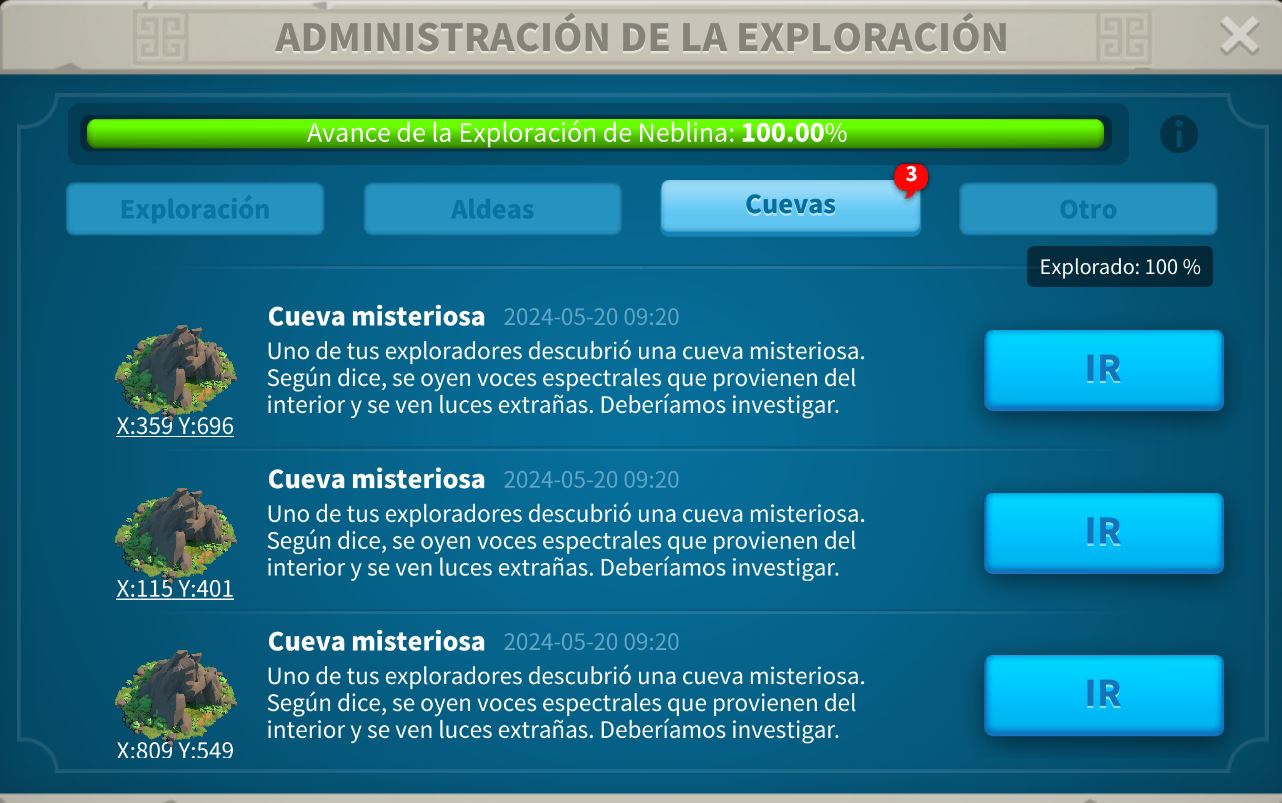 ADMINISTRACIÓN DE LA EXPLORACIÓN
Avance de la Exploración de Neblina: 100.00%
Exploración
Aldeas
Cuevas
3
Otro
Explorado: 100 %
Cueva misteriosa 2024-05-20 09:20
Uno de tus exploradores descubrió una cueva misteriosa.
Según dice, se oyen voces espectrales que provienen del
interior y se ven luces extrañas. Deberíamos investigar.
X:359 Y:696
IR
Cueva misteriosa 2024-05-20 09:20
Uno de tus exploradores descubrió una cueva misteriosa.
Según dice, se oyen voces espectrales que provienen del
interior y se ven luces extrañas. Deberíamos investigar.
X:115 Y:401
IR
Cueva misteriosa 2024-05-20 09:20
Uno de tus exploradores descubrió una cueva misteriosa.
Según dice, se oyen voces espectrales que provienen del
interior y se ven luces extrañas. Deberíamos investigar.
X:809 Y:549
IR